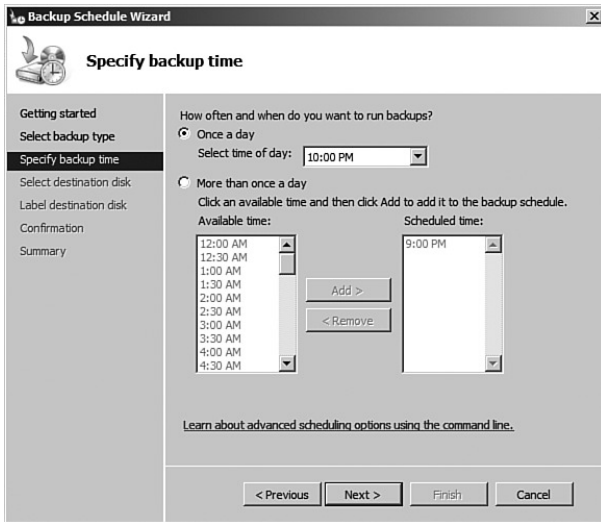 Backup Schedule Wizard
Specify backup time
Getting started
Select backup type
Specify backup time
Select destination disk
Label destination disk
Confirmation
Summary
How often and when do you want to run backups?
Once a day
Select time of day: 10:00 PM
More than once a day
Click an available time and then click Add to add it to the backup schedule.
Available time:
12:00 AM
12:30 AM
1:00 AM
1:30 AM
2:00 AM
2:30 AM
3:00 AM
3:30 AM
4:00 AM
4:30 AM
Add >
< Remove
Scheduled time:
9:00 PM
Learn about advanced scheduling options using the command line.
< Previous Next > Finish Cancel